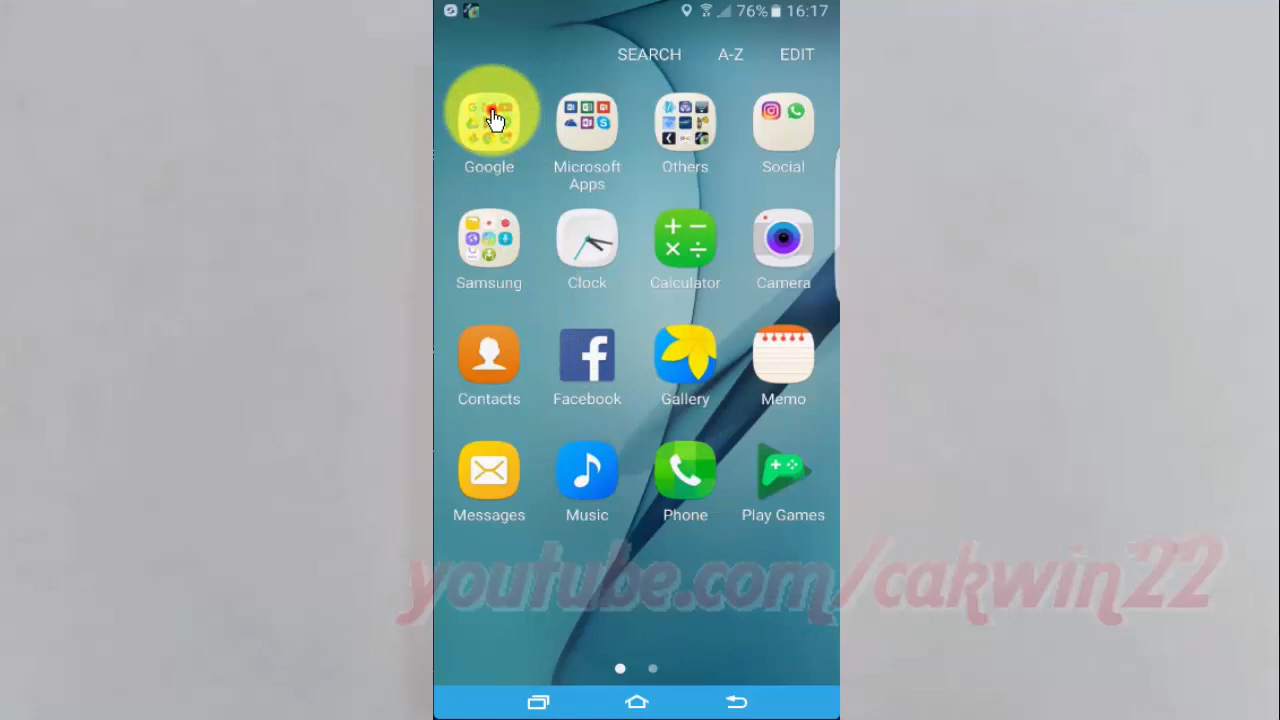 76% 16:17
SEARCH A-Z EDIT
Google Microsoft Apps Others Social
Samsung Clock Calculator Camera
Contacts Facebook Gallery Memo
Messages Music Phone Play Games
youtube.com/cakwin22